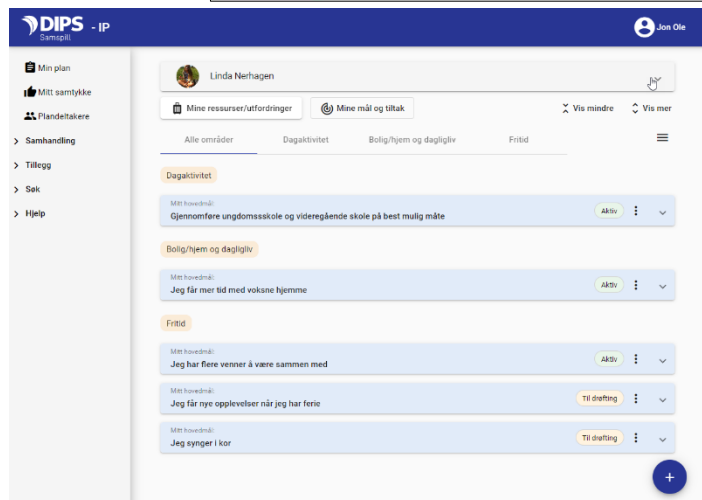 DIPS - IP
Samspill
Jon Ole
Min plan
Mitt samtykke
Plandeltakere
Samhandling
Tillegg
Søk
Hjelp
Linda Nerhagen
Mine ressurser/utfordringer
Mine mål og tiltak
Vis mindre
Vis mer
Alle områder
Dagaktivitet
Bolig/hjem og dagligliv
Fritid
Dagaktivitet
Mitt hovedmål:
Gjennomføre ungdomssskole og videregående skole på best mulig måte
Aktiv
Bolig/hjem og dagligliv
Mitt hovedmål:
Jeg får mer tid med voksne hjemme
Aktiv
Fritid
Mitt hovedmål:
Jeg har flere venner å være sammen med
Aktiv
Mitt hovedmål:
Jeg får nye opplevelser når jeg har ferie
Til drøfting
Mitt hovedmål:
Jeg synger i kor
Til drøfting